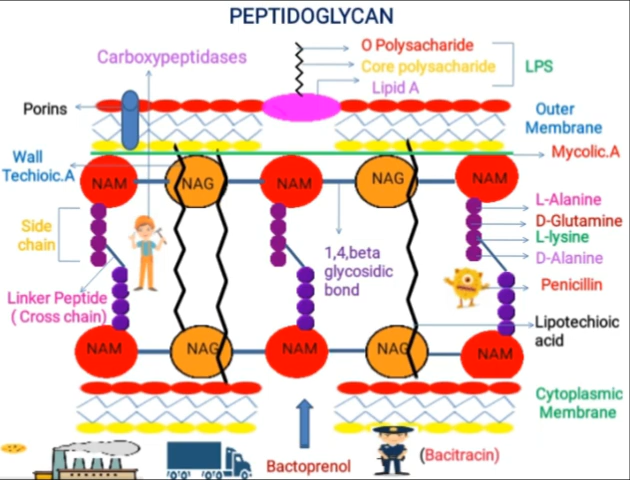 PEPTIDOGLYCAN
Carboxypeptidases
O Polysacharide
Core polysacharide
Lipid A
LPS
Porins
Outer
Membrane
Wall
Techioic.A
Mycolic.A
NAM
NAG
NAM
NAG
NAM
Side
chain
L-Alanine
D-Glutamine
L-lysine
D-Alanine
1,4,beta
glycosidic
bond
Penicillin
Linker Peptide
( Cross chain)
Lipotechioic
acid
NAM
NAG
NAM
NAG
NAM
Cytoplasmic
Membrane
Bactoprenol
(Bacitracin)